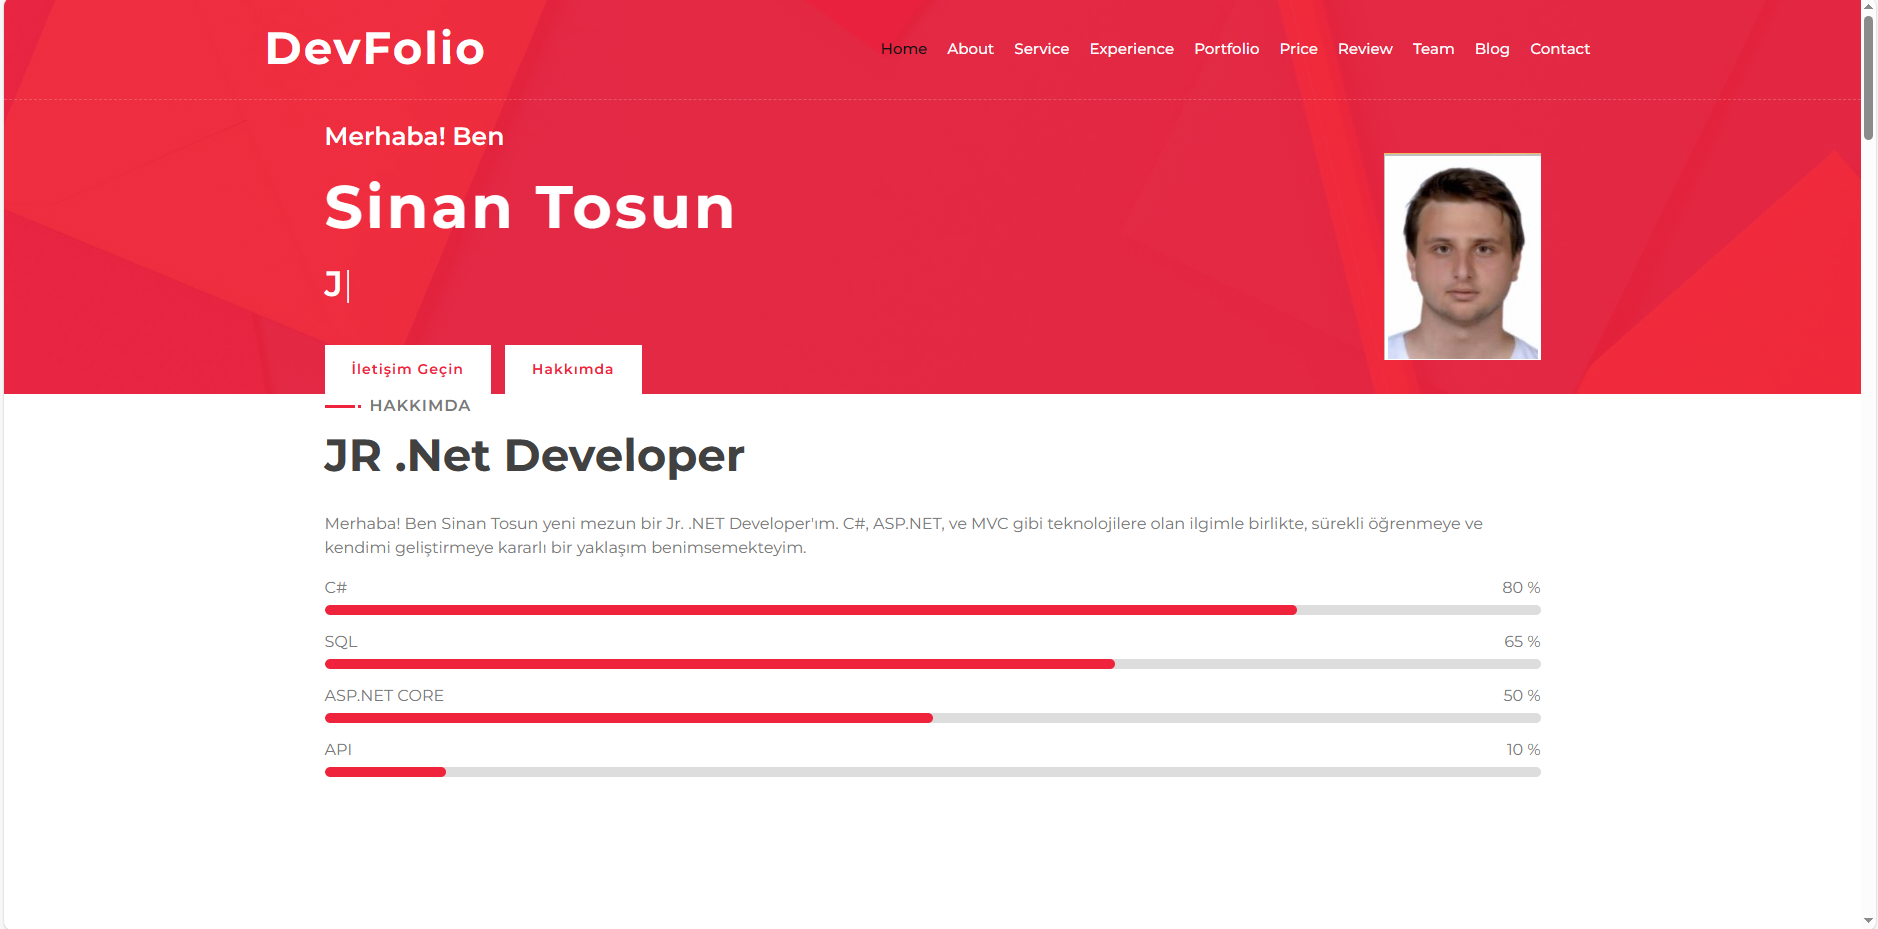 DevFolio
Home About Service Experience Portfolio Price Review Team Blog Contact
Merhaba! Ben
Sinan Tosun
J|
İletişim Geçin
Hakkımda
HAKKIMDA
JR .Net Developer
Merhaba! Ben Sinan Tosun yeni mezun bir Jr. .NET Developer'ım. C#, ASP.NET, ve MVC gibi teknolojilere olan ilgimle birlikte, sürekli öğrenmeye ve
kendimi geliştirmeye kararlı bir yaklaşım benimsemekteyim.
C# 80 %
SQL 65 %
ASP.NET CORE 50 %
API 10 %